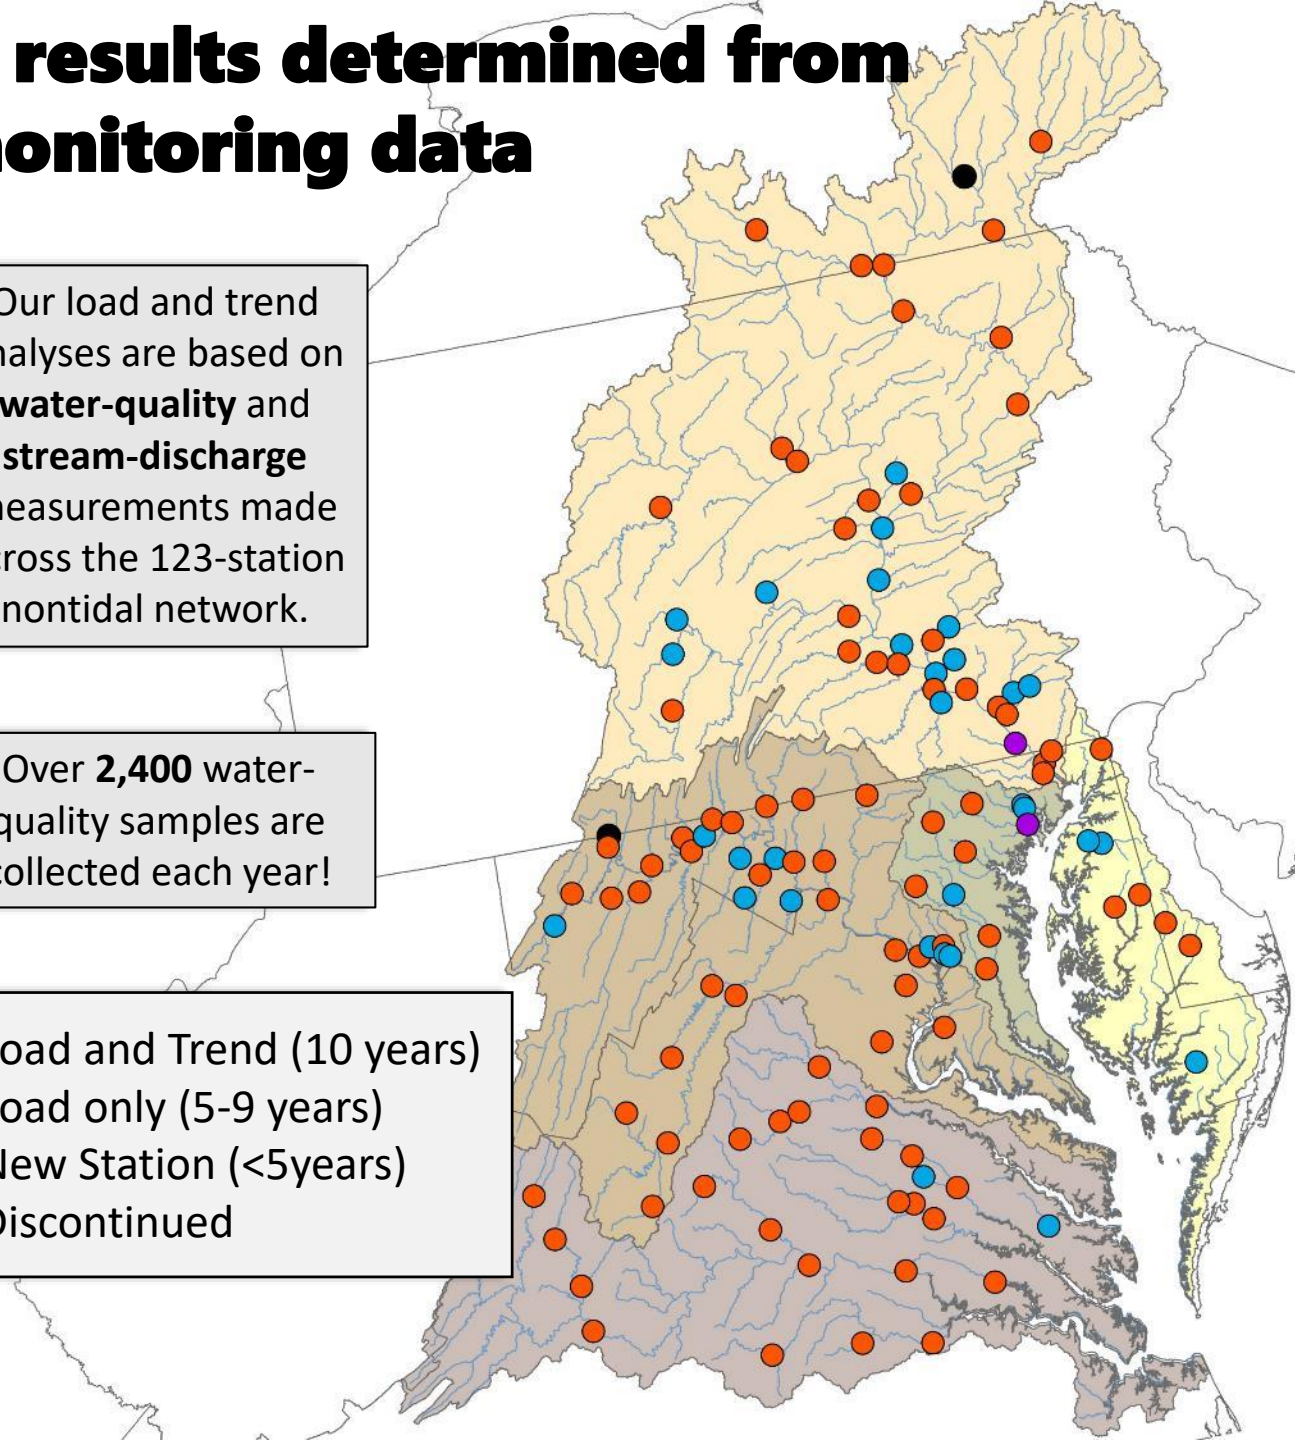 results determined from
onitoring data
Our load and trend
nalyses are based on
water-quality and
stream-discharge
easurements made
ross the 123-station
nontidal network.
Over 2,400 water-
quality samples are
collected each year!
oad and Trend (10 years)
oad only (5-9 years)
New Station (<5years)
Discontinued